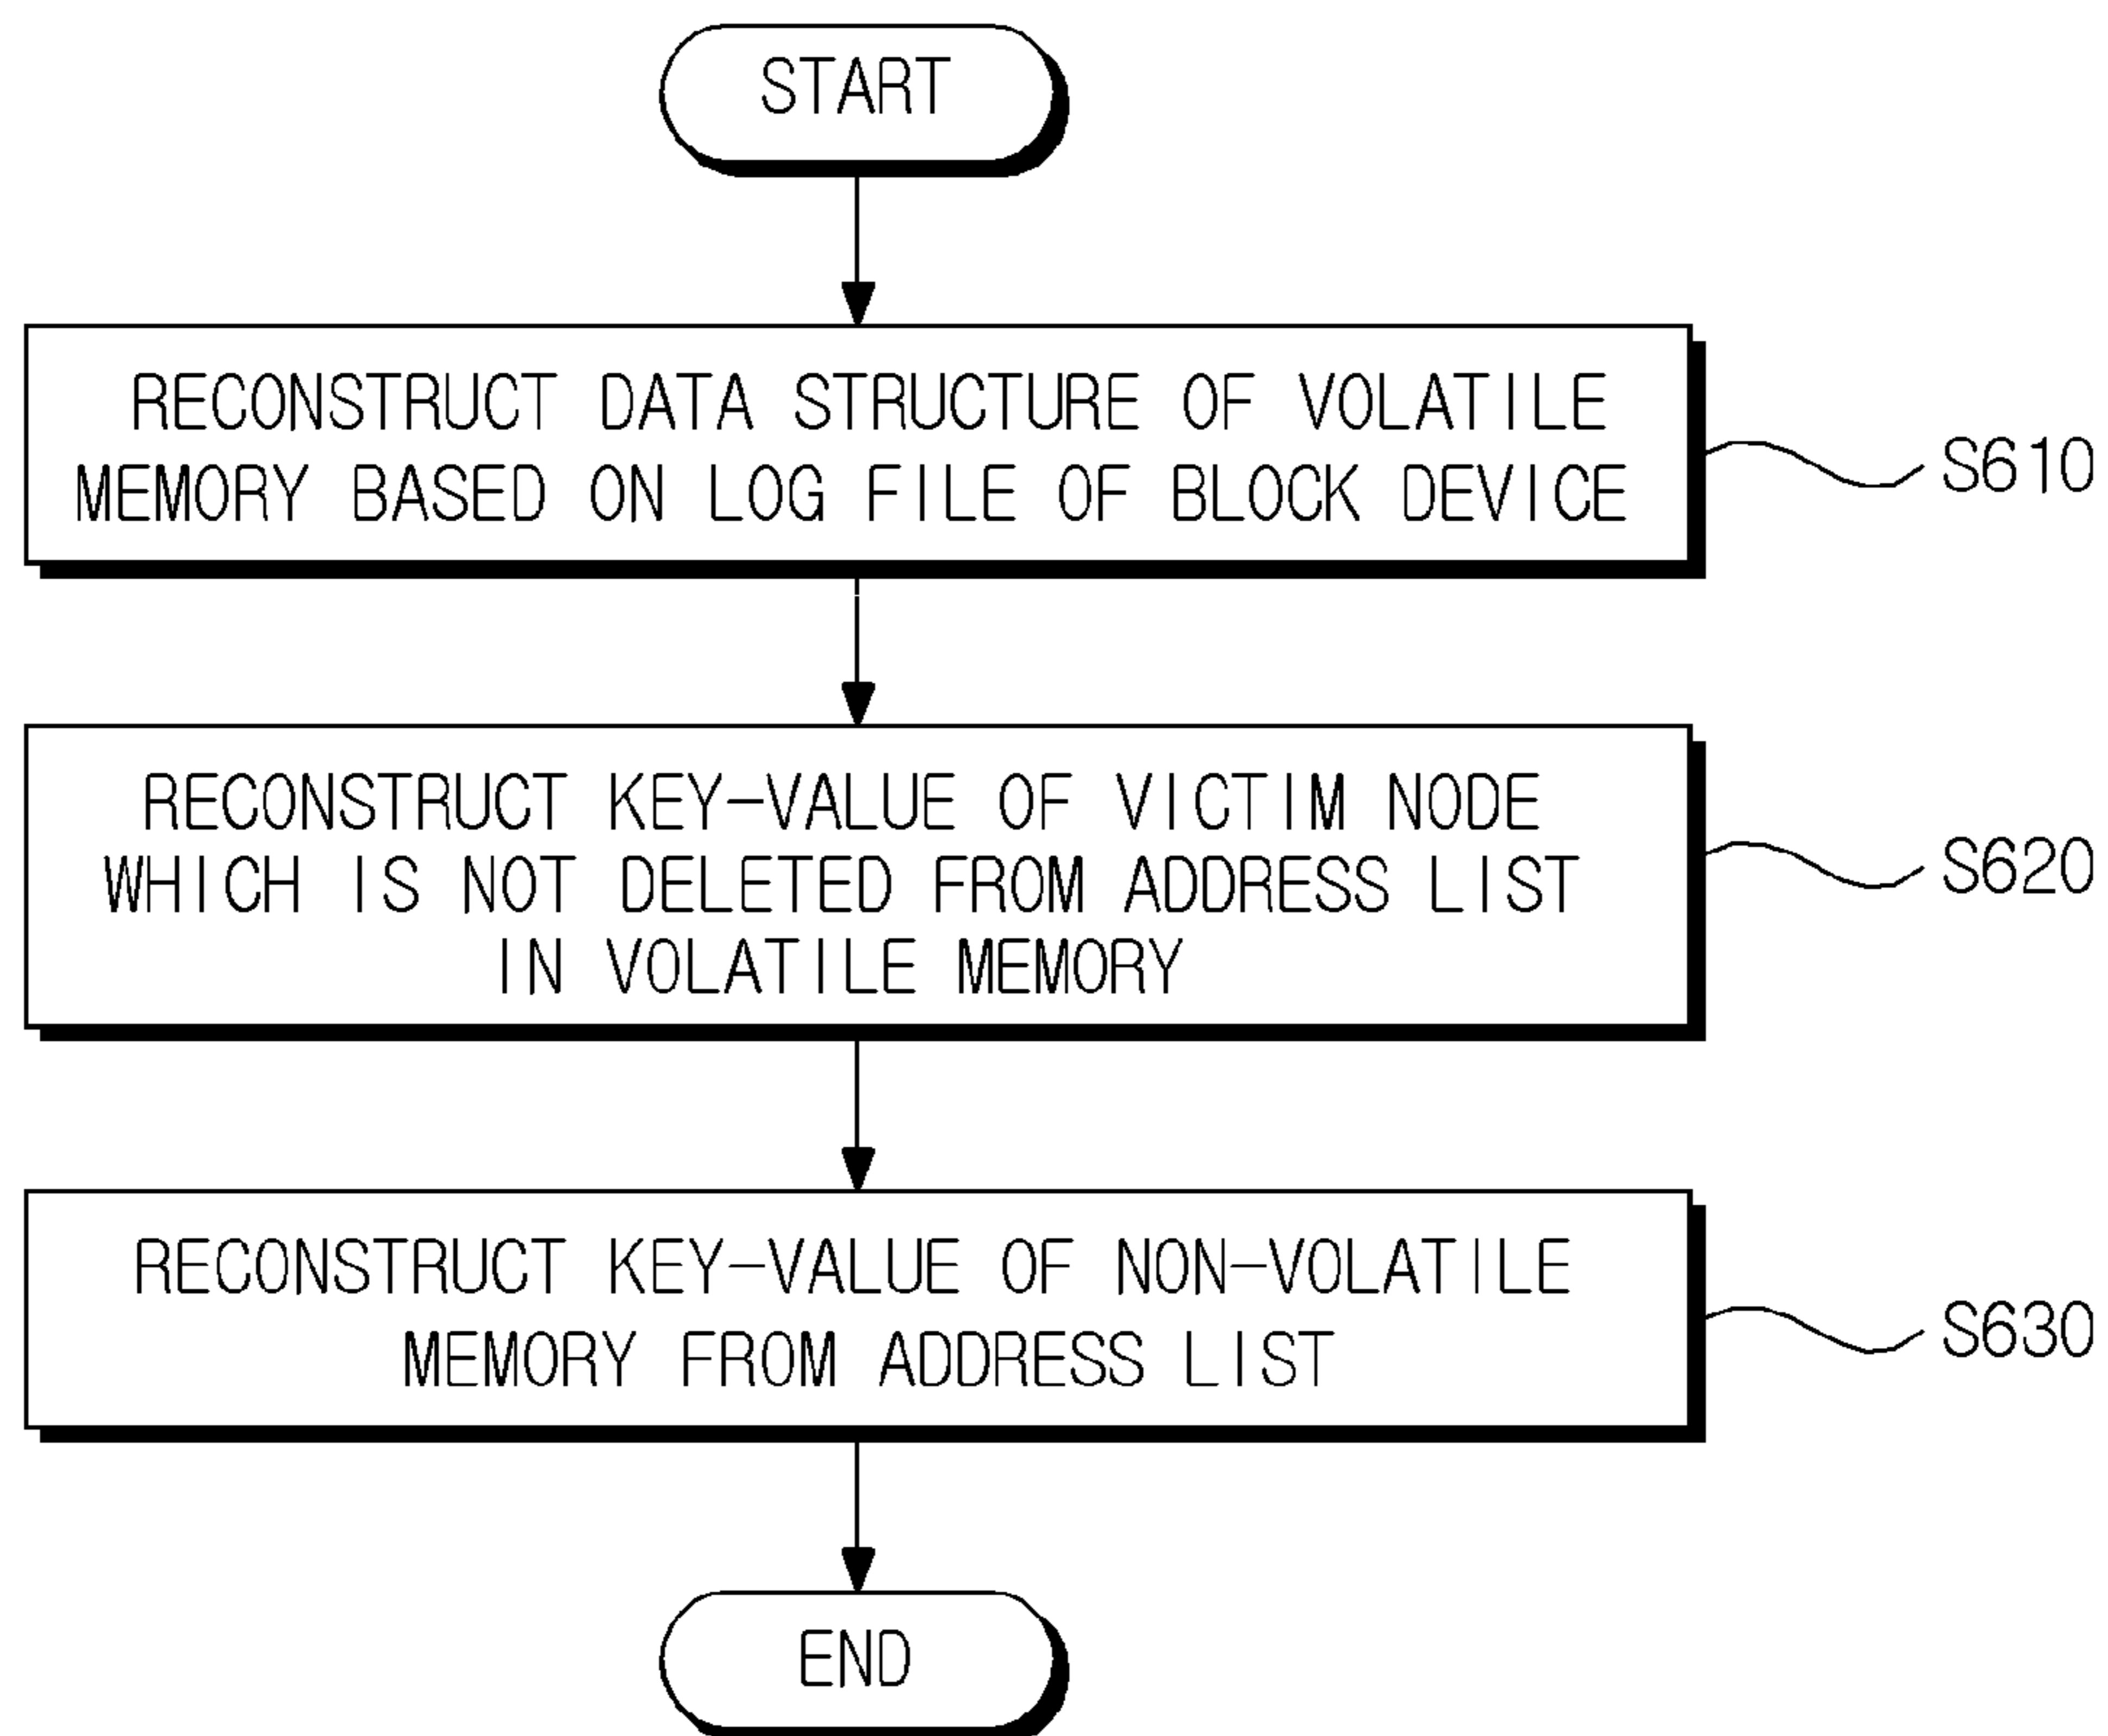 START
RECONSTRUCT DATA STRUCTURE OF VOLATILE
MEMORY BASED ON LOG FILE OF BLOCK DEVICE
S610
RECONSTRUCT KEY-VALUE OF VICTIM NODE
WHICH IS NOT DELETED FROM ADDRESS LIST
IN VOLATILE MEMORY
S620
RECONSTRUCT KEY-VALUE OF NON-VOLATILE
MEMORY FROM ADDRESS LIST
S630
END